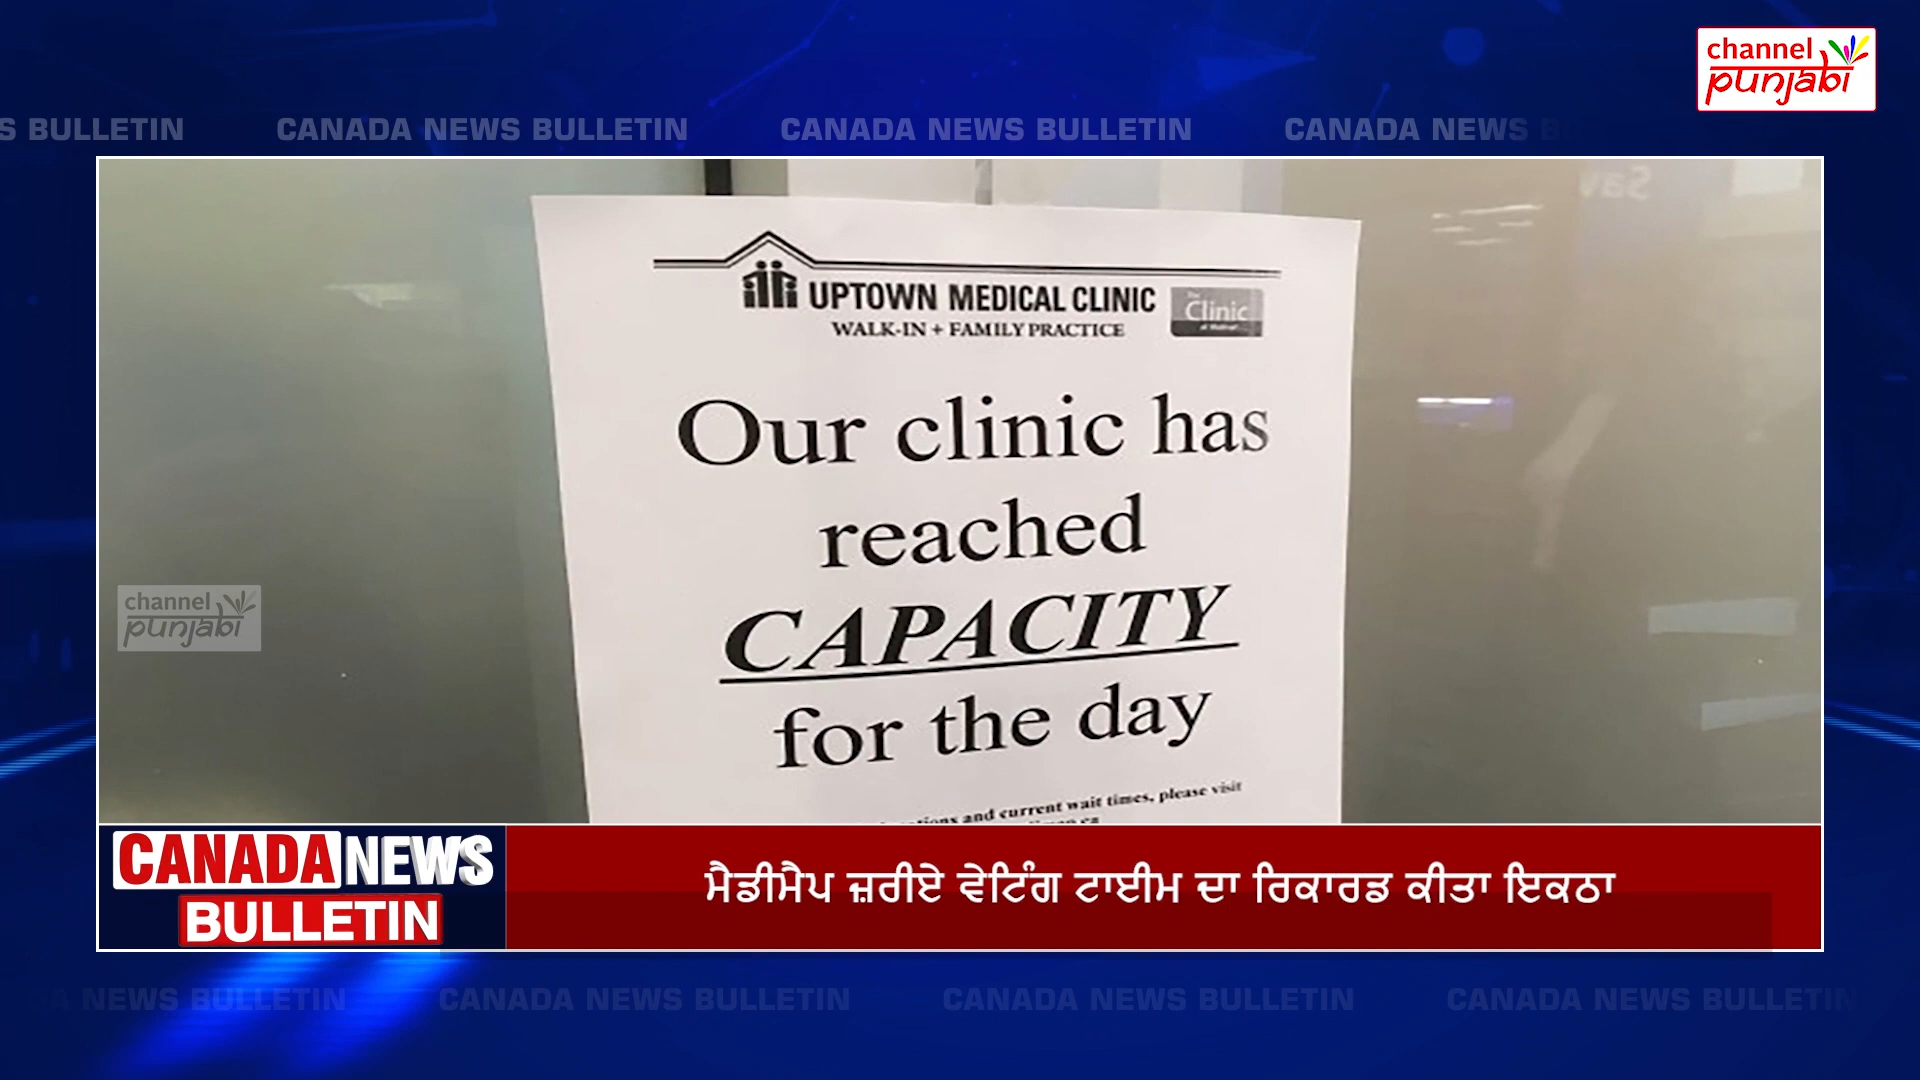 channel
punjabi
S BULLETIN CANADA NEWS BULLETIN CANADA NEWS BULLETIN CANADA NEWS
UPTOWN MEDICAL CLINIC
WALK-IN + FAMILY PRACTICE
Clinic
Our clinic has
reached
CAPACITY
for the day
and current wait times, please visit
channel
punjabi
CANADA NEWS
BULLETIN
ਮੈਡੀਮੈਪ ਜ਼ਰੀਏ ਵੇਟਿੰਗ ਟਾਈਮ ਦਾ ਰਿਕਾਰਡ ਕੀਤਾ ਇਕਠਾ
NEWS BULLETIN CANADA NEWS BULLETIN CANADA NEWS BULLETIN CANADA NEWS BULLETIN